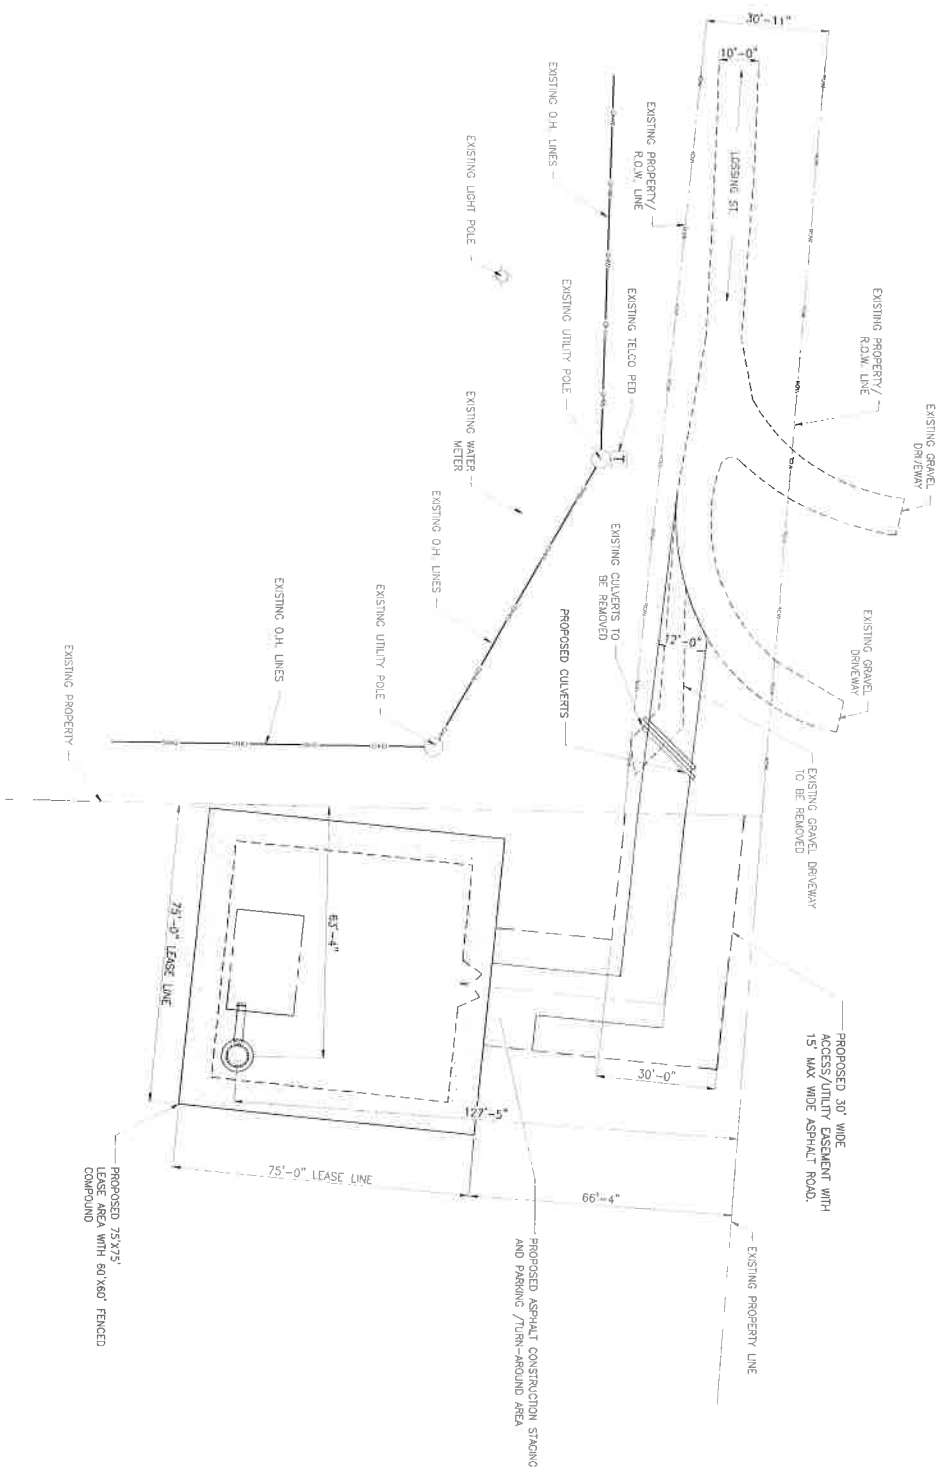 30'-11"
10'-0"
LOSSING ST.
EXISTING PROPERTY/
R.O.W. LINE
EXISTING O.H. LINES
EXISTING LIGHT POLE
EXISTING TELCO PED
EXISTING UTILITY POLE
EXISTING PROPERTY/
R.O.W. LINE
EXISTING GRAVEL
DRIVEWAY
EXISTING WATER
METER
EXISTING O.H. LINES
EXISTING CULVERTS TO
BE REMOVED
PROPOSED CULVERTS
12'-0"
EXISTING GRAVEL
DRIVEWAY
EXISTING O.H. LINES
EXISTING UTILITY POLE
EXISTING PROPERTY
EXISTING GRAVEL DRIVEWAY
TO BE REMOVED
63'-4"
75'-0" LEASE LINE
PROPOSED 30' WIDE
ACCESS/UTILITY EASEMENT WITH
15' MAX WIDE ASPHALT ROAD.
30'-0"
127'-5"
75'-0" LEASE LINE
66'-4"
PROPOSED 75'X75'
LEASE AREA WITH 60'X60' FENCED
COMPOUND
PROPOSED ASPHALT CONSTRUCTION STAGING
AND PARKING /TURN-AROUND AREA
EXISTING PROPERTY LINE